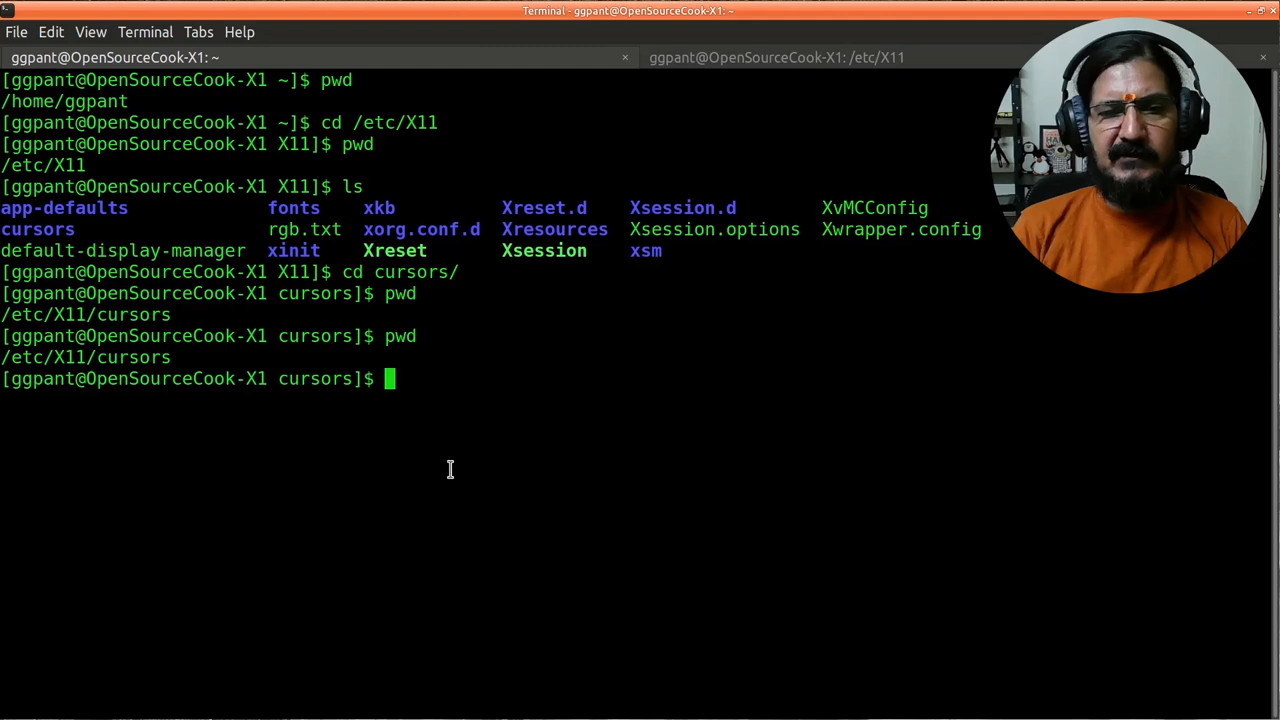 Terminal - ggpant@OpenSourceCook-X1: ~
File Edit View Terminal Tabs Help
ggpant@OpenSourceCook-X1: ~ × ggpant@OpenSourceCook-X1: /etc/X11 ×
[ggpant@OpenSourceCook-X1 ~]$ pwd
/home/ggpant
[ggpant@OpenSourceCook-X1 ~]$ cd /etc/X11
[ggpant@OpenSourceCook-X1 X11]$ pwd
/etc/X11
[ggpant@OpenSourceCook-X1 X11]$ ls
app-defaults fonts xkb Xreset.d Xsession.d XvMCConfig
cursors rgb.txt xorg.conf.d Xresources Xsession.options Xwrapper.config
default-display-manager xinit Xreset Xsession xsm
[ggpant@OpenSourceCook-X1 X11]$ cd cursors/
[ggpant@OpenSourceCook-X1 cursors]$ pwd
/etc/X11/cursors
[ggpant@OpenSourceCook-X1 cursors]$ pwd
/etc/X11/cursors
[ggpant@OpenSourceCook-X1 cursors]$